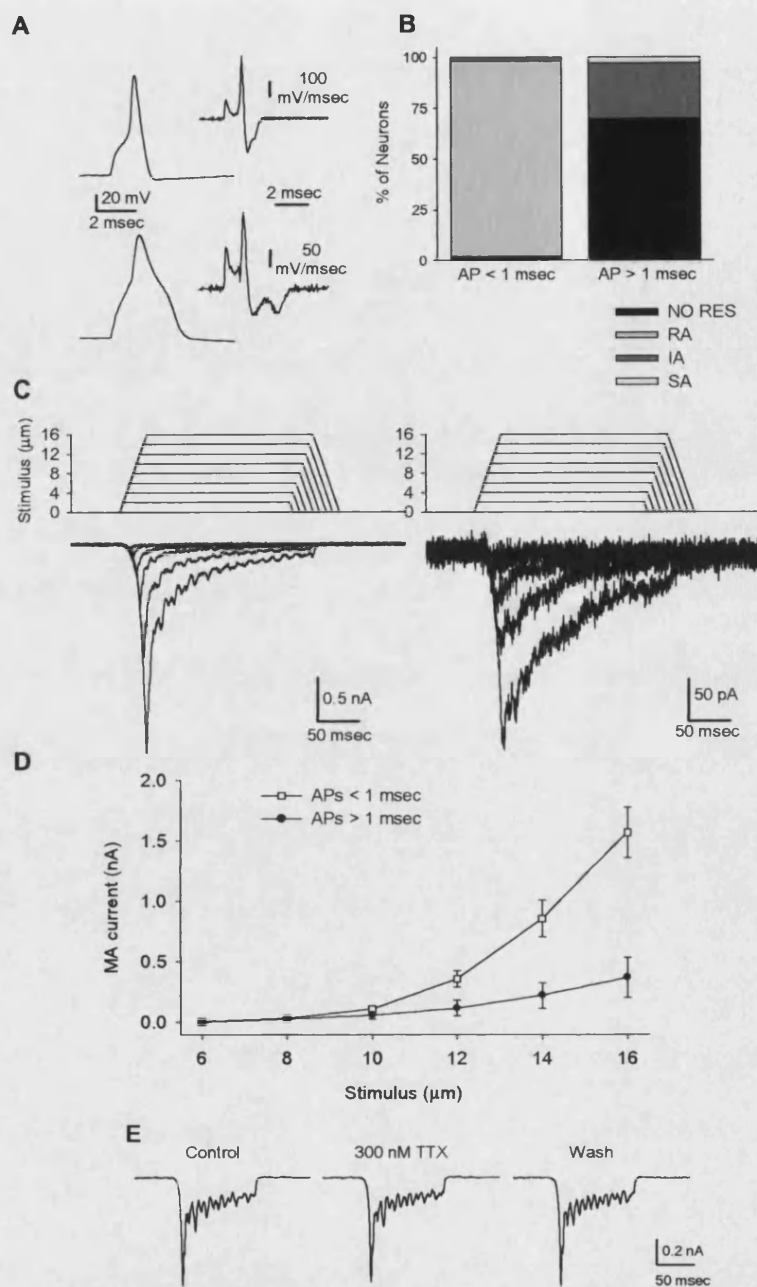 A
100
mV/msec
20 mV
2 msec
2 msec
50
mV/msec
B
100
75
50
25
0
% of Neurons
AP < 1 msec
AP > 1 msec
NO RES
RA
IA
SA
C
16
12
8
4
0
Stimulus (μm)
16
12
8
4
0
0.5 nA
50 msec
50 pA
50 msec
D
2.0
1.5
1.0
0.5
0.0
MA current (nA)
APs < 1 msec
APs > 1 msec
6 8 10 12 14 16
Stimulus (μm)
E
Control
300 nM TTX
Wash
0.2 nA
50 msec